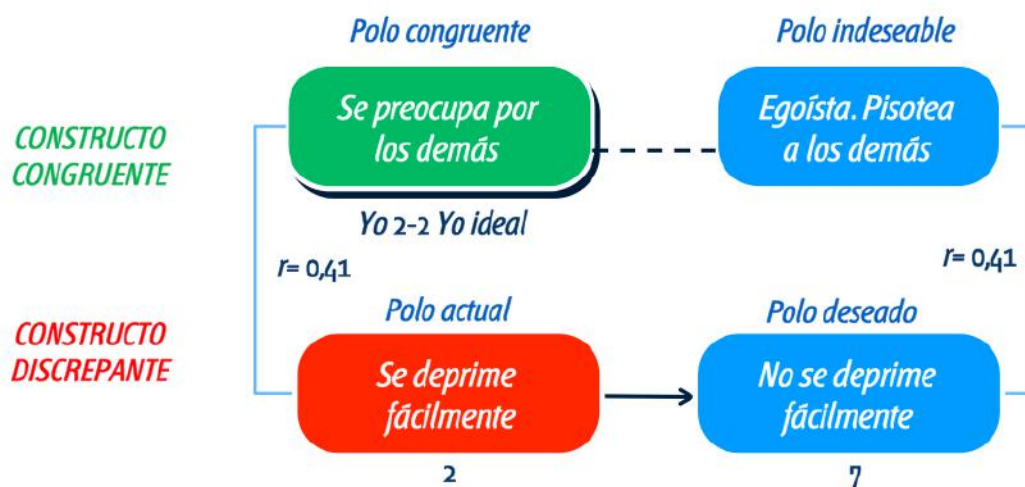 Polo congruente
Polo indeseable
CONSTRUCTO
CONGRUENTE
Se preocupa por
los demás
Egoísta. Pisotea
a los demás
Yo 2-2 Yo ideal
r= 0,41
r= 0,41
CONSTRUCTO
DISCREPANTE
Polo actual
Polo deseado
Se deprime
fácilmente
No se deprime
fácilmente
2
7